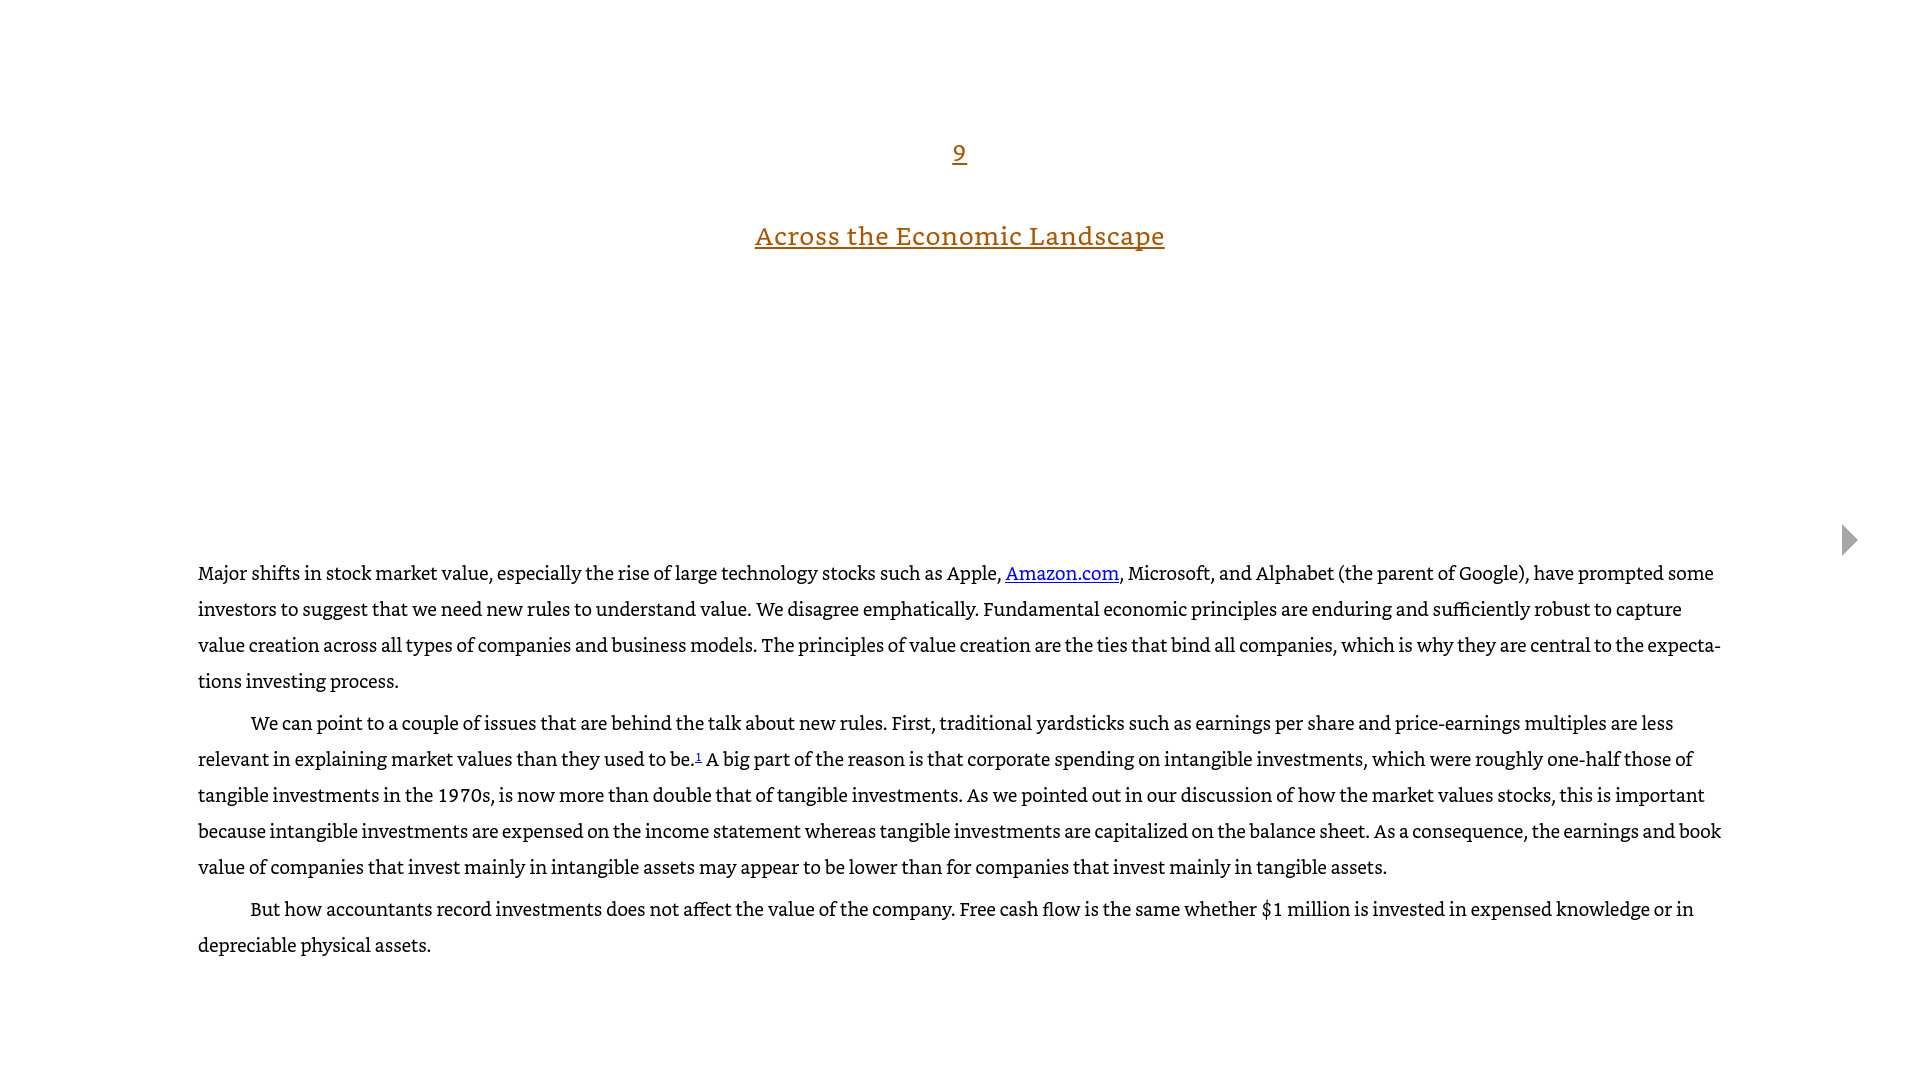 9
Across the Economic Landscape
Major shifts in stock market value, especially the rise of large technology stocks such as Apple, Amazon.com, Microsoft, and Alphabet (the parent of Google), have prompted some
investors to suggest that we need new rules to understand value. We disagree emphatically. Fundamental economic principles are enduring and sufficiently robust to capture
value creation across all types of companies and business models. The principles of value creation are the ties that bind all companies, which is why they are central to the expecta-
tions investing process.
We can point to a couple of issues that are behind the talk about new rules. First, traditional yardsticks such as earnings per share and price-earnings multiples are less
relevant in explaining market values than they used to be.1 A big part of the reason is that corporate spending on intangible investments, which were roughly one-half those of
tangible investments in the 1970s, is now more than double that of tangible investments. As we pointed out in our discussion of how the market values stocks, this is important
because intangible investments are expensed on the income statement whereas tangible investments are capitalized on the balance sheet. As a consequence, the earnings and book
value of companies that invest mainly in intangible assets may appear to be lower than for companies that invest mainly in tangible assets.
But how accountants record investments does not affect the value of the company. Free cash flow is the same whether $1 million is invested in expensed knowledge or in
depreciable physical assets.